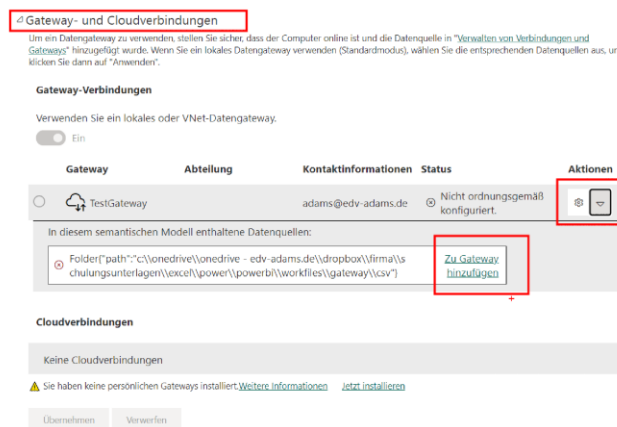 Gateway- und Cloudverbindungen
Um ein Datengateway zu verwenden, stellen Sie sicher, dass der Computer online ist und die Datenquelle in "Verwalten von Verbindungen und
Gateways" hinzugefügt wurde. Wenn Sie ein lokales Datengateway verwenden (Standardmodus), wählen Sie die entsprechenden Datenquellen aus, ur
klicken Sie dann auf "Anwenden".
Gateway-Verbindungen
Verwenden Sie ein lokales oder VNet-Datengateway.
Ein
Gateway Abteilung Kontaktinformationen Status Aktionen
TestGateway adams@edv-adams.de Nicht ordnungsgemäß
konfiguriert.
In diesem semantischen Modell enthaltene Datenquellen:
Folder{"path":"c:\\onedrive\\onedrive - edv-adams.de\\dropbox\\firma\\s
chulungsunterlagen\\excel\\power\\powerbi\\workfiles\\gateway\\csv"}
Zu Gateway
hinzufügen
Cloudverbindungen
Keine Cloudverbindungen
Sie haben keine persönlichen Gateways installiert. Weitere Informationen Jetzt installieren
Übernehmen Verwerfen